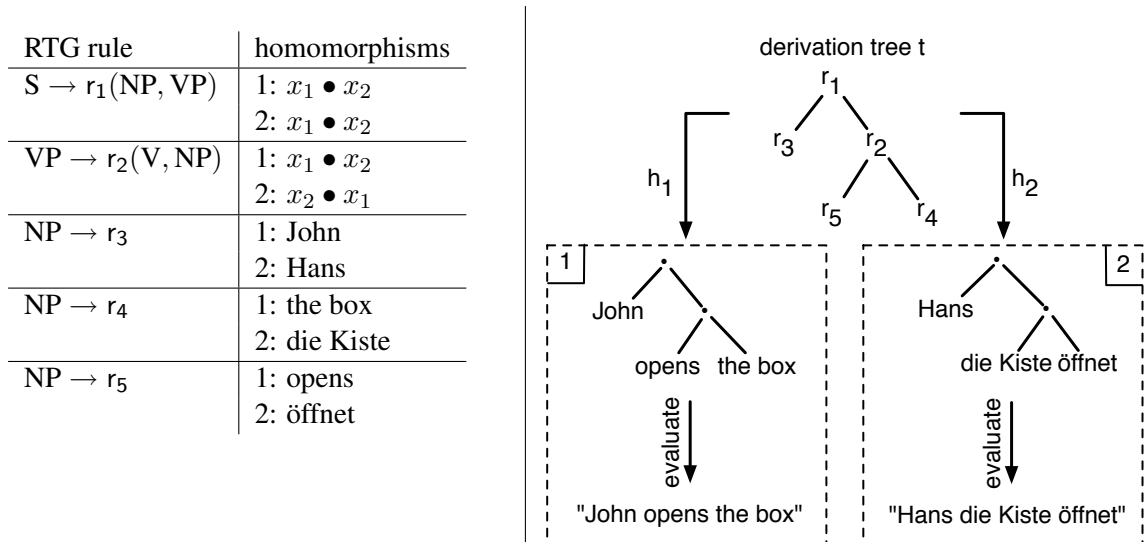 RTG rule homomorphisms
S → r₁(NP, VP) 1: x₁ • x₂
2: x₁ • x₂
VP → r₂(V, NP) 1: x₁ • x₂
2: x₂ • x₁
NP → r₃ 1: John
2: Hans
NP → r₄ 1: the box
2: die Kiste
NP → r₅ 1: opens
2: öffnet
derivation tree t
r₁
r₃ r₂
r₅ r₄
h₁
h₂
1
•
John •
opens the box
evaluate
"John opens the box"
2
•
Hans •
die Kiste öffnet
evaluate
"Hans die Kiste öffnet"